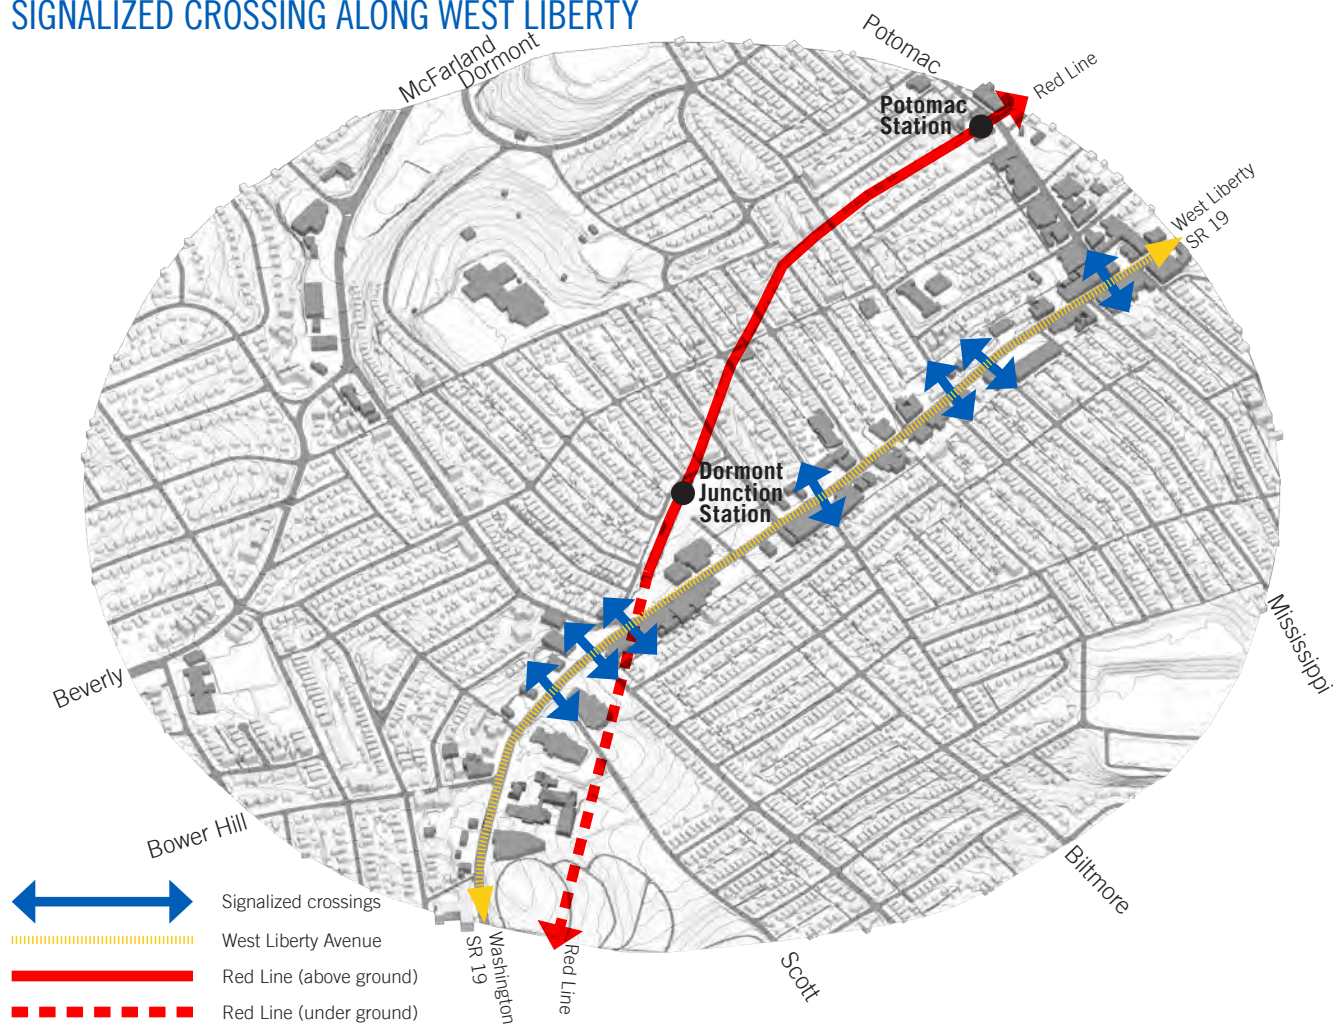 SIGNALIZED CROSSING ALONG WEST LIBERTY
McFarland
Dormont
Potomac
Red Line
Potomac
Station
West Liberty
SR 19
Dormont
Junction
Station
Mississippi
Beverly
Bower Hill
Biltmore
Scott
Signalized crossings
West Liberty Avenue
Red Line (above ground)
Red Line (under ground)
SR 19
Washington
Red Line